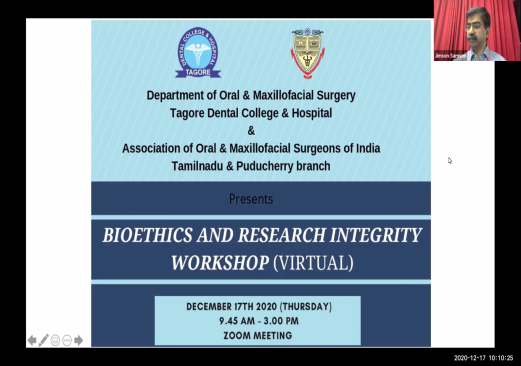 DENTAL COLLEGE & HOSPITAL
TAGORE
Department of Oral & Maxillofacial Surgery
Tagore Dental College & Hospital
&
Association of Oral & Maxillofacial Surgeons of India
Tamilnadu & Puducherry branch
Presents
BIOETHICS AND RESEARCH INTEGRITY
WORKSHOP (VIRTUAL)
DECEMBER 17TH 2020 (THURSDAY)
9.45 AM - 3.00 PM
ZOOM MEETING
2020-12-17 10:10:25